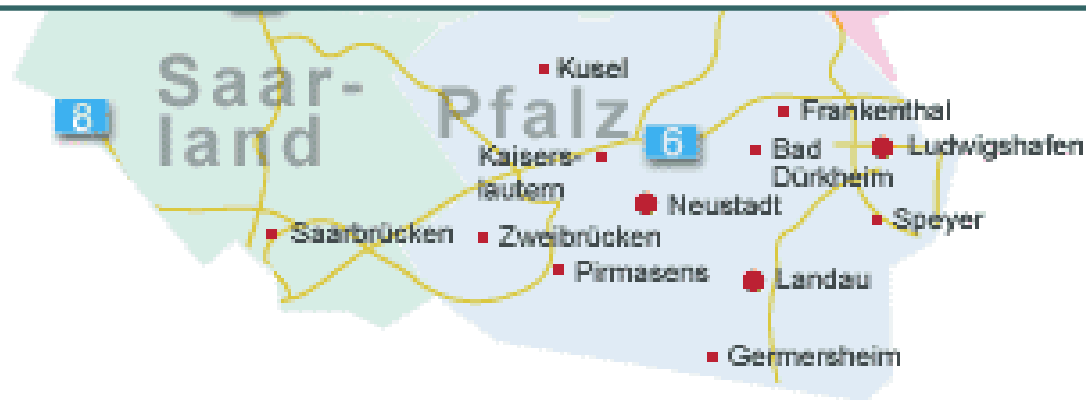 Saar-
land
8
Pfalz
Kusel
Kaisers-
lautern
6
Frankenthal
Bad
Dürkheim
Ludwigshafen
Neustadt
Speyer
Saarbrücken
Zweibrücken
Pirmasens
Landau
Germersheim